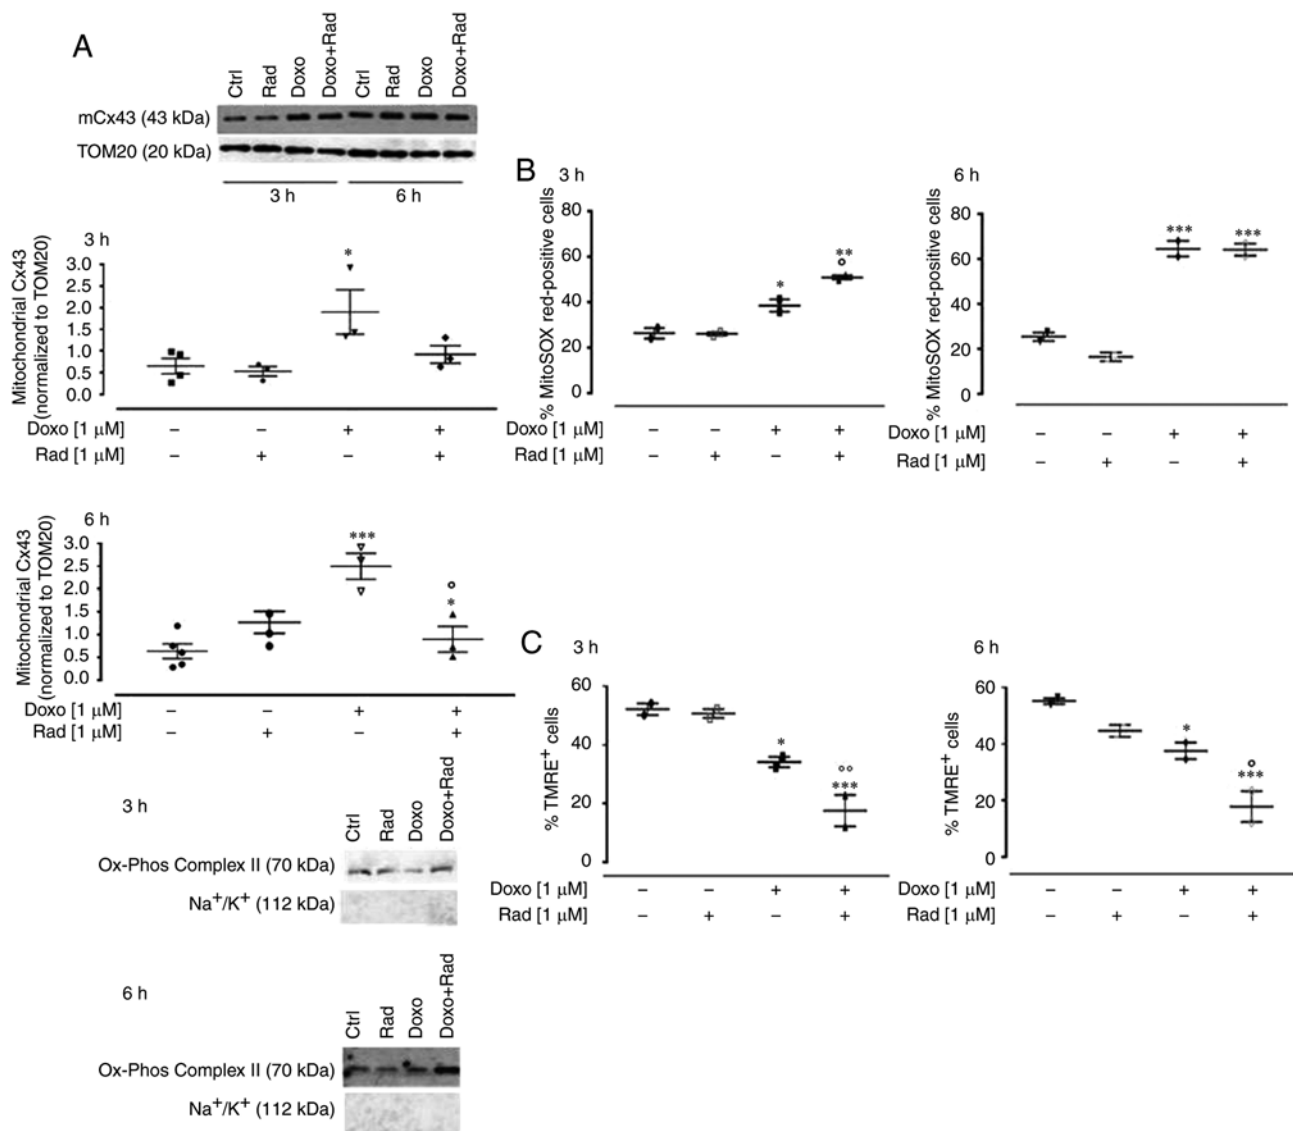 A
Ctrl
Rad
Doxo
Doxo+Rad
Ctrl
Rad
Doxo
Doxo+Rad
mCx43 (43 kDa)
TOM20 (20 kDa)
3 h
6 h
3 h
Mitochondrial Cx43
(normalized to TOM20)
3.0
2.5
2.0
1.5
1.0
0.5
0.0
*
Doxo [1 µM] – – + +
Rad [1 µM] – + – +
6 h
Mitochondrial Cx43
(normalized to TOM20)
3.0
2.5
2.0
1.5
1.0
0.5
0.0
***
°
*
Doxo [1 µM] – – + +
Rad [1 µM] – + – +
3 h
Ctrl
Rad
Doxo
Doxo+Rad
Ox-Phos Complex II (70 kDa)
Na+/K+ (112 kDa)
6 h
Ctrl
Rad
Doxo
Doxo+Rad
Ox-Phos Complex II (70 kDa)
Na+/K+ (112 kDa)
B
3 h
% MitoSOX red-positive cells
80
60
40
20
0
*
**
°
Doxo [1 µM] – – + +
Rad [1 µM] – + – +
6 h
% MitoSOX red-positive cells
80
60
40
20
0
***
***
Doxo [1 µM] – – + +
Rad [1 µM] – + – +
C
3 h
% TMRE+ cells
60
40
20
0
*
°°
***
Doxo [1 µM] – – + +
Rad [1 µM] – + – +
6 h
% TMRE+ cells
60
40
20
0
*
°
***
Doxo [1 µM] – – + +
Rad [1 µM] – + – +